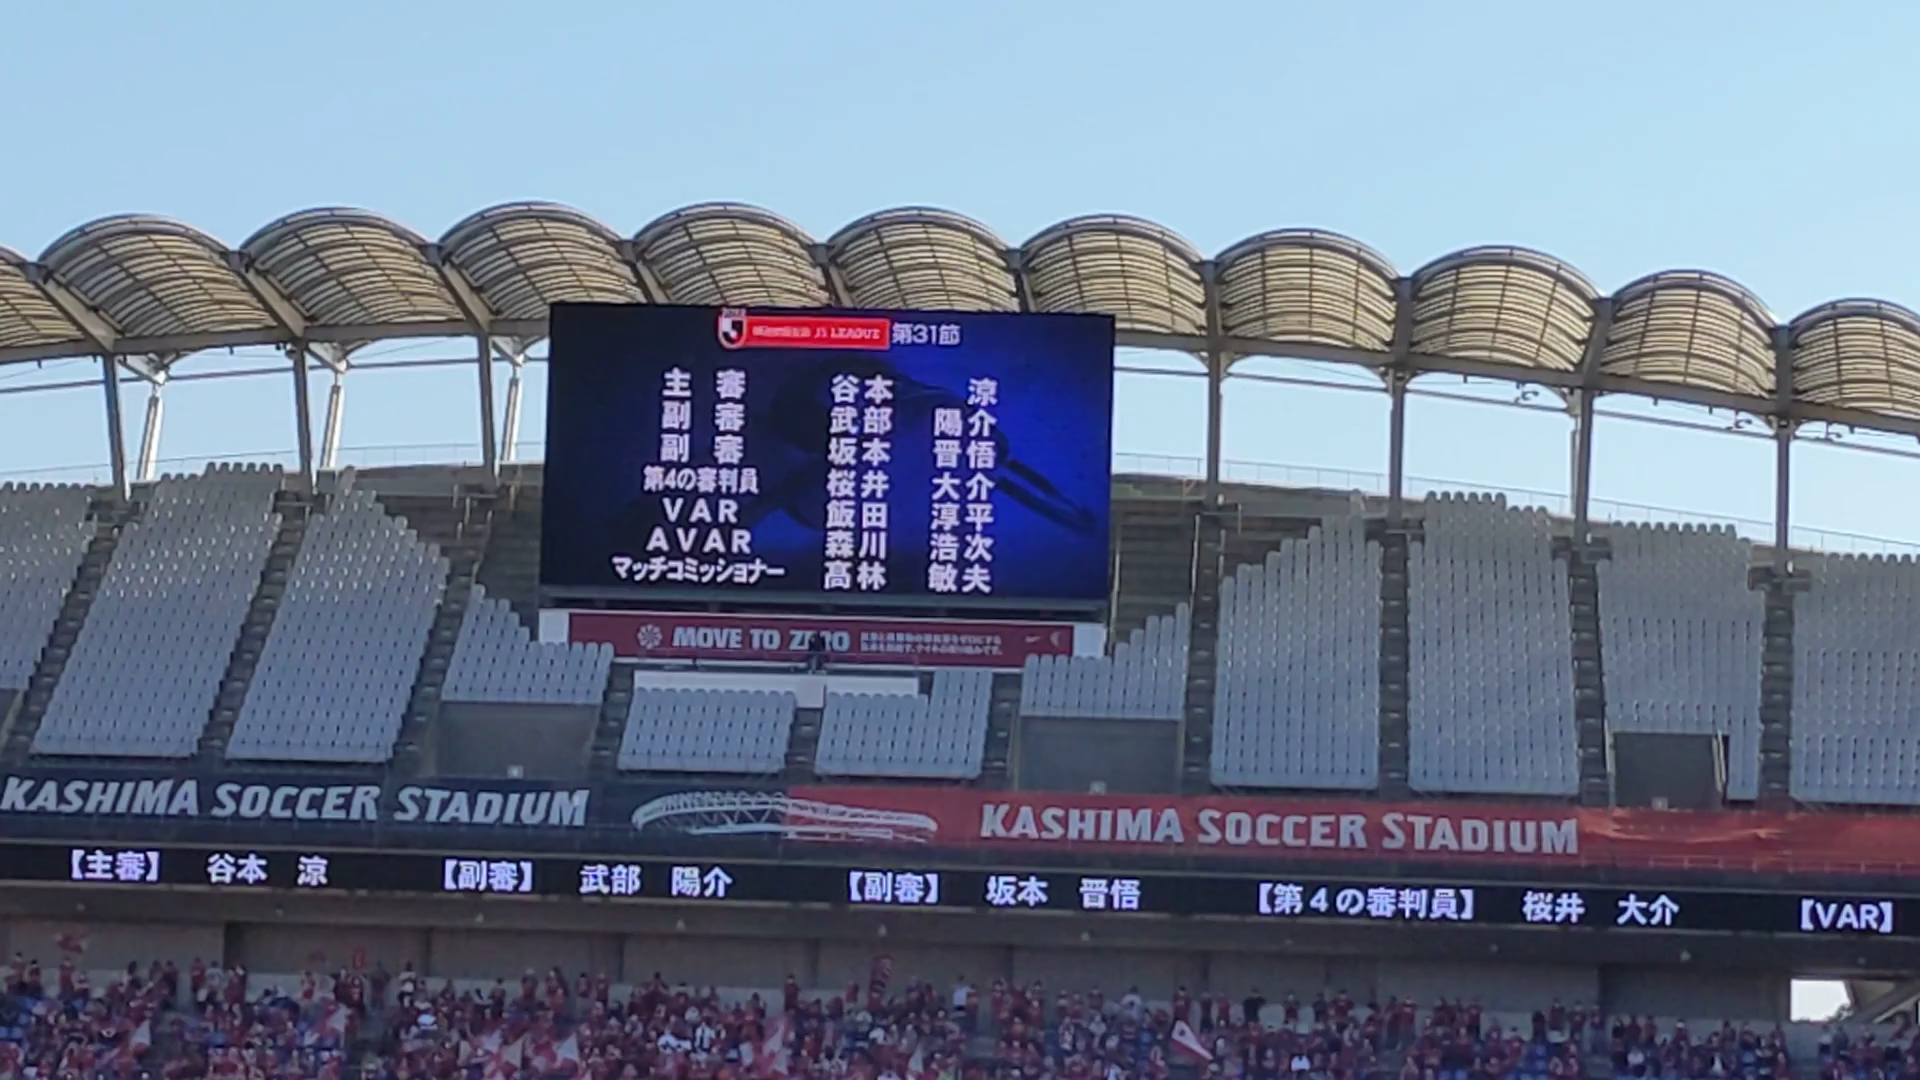 J1 LEAGUE 第31節
主 審 谷本 涼
副 審 武部 陽介
副 審 坂本 晋悟
第4の審判員 桜井 大介
VAR 飯田 淳平
AVAR 森川 浩次
マッチコミッショナー 高林 敏夫
MOVE TO ZERO
KASHIMA SOCCER STADIUM KASHIMA SOCCER STADIUM
【主審】 谷本 涼 【副審】 武部 陽介 【副審】 坂本 晋悟 【第4の審判員】 桜井 大介 【VAR】